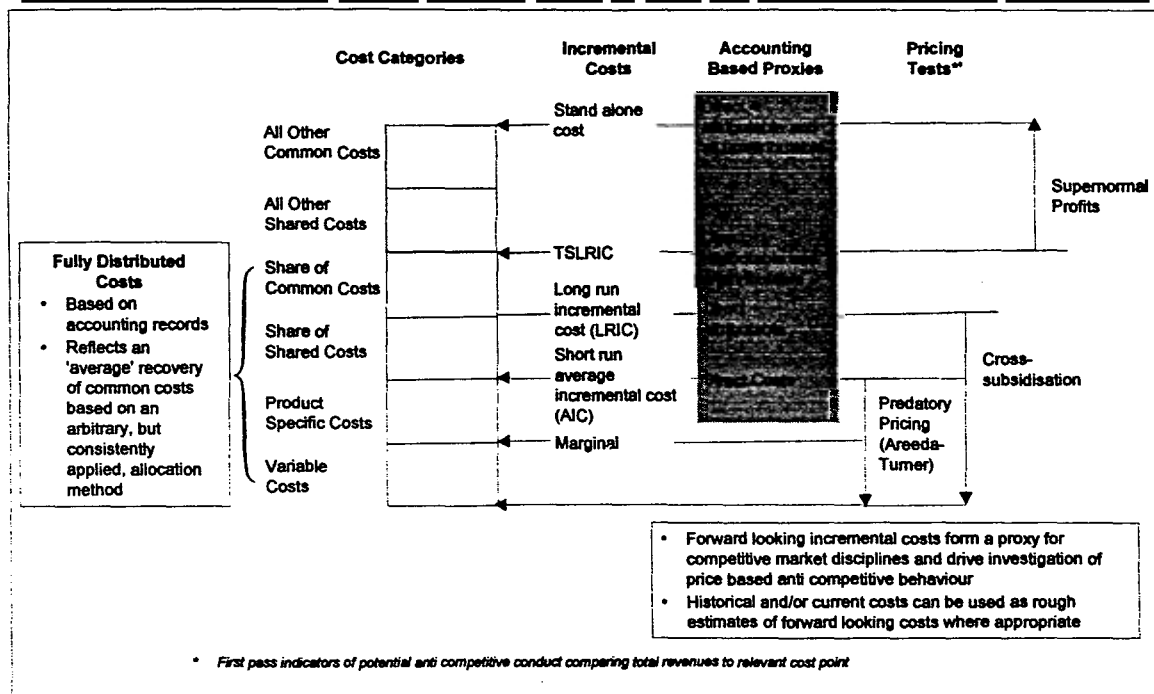 Cost Categories
Incremental
Costs
Accounting
Based Proxies
Pricing
Tests**
All Other
Common Costs
All Other
Shared Costs
Share of
Common Costs
Share of
Shared Costs
Product
Specific Costs
Variable
Costs
Stand alone
cost
TSLRIC
Long run
incremental
cost (LRIC)
Short run
average
incremental cost
(AIC)
Marginal
Direct Costs
Supernormal
Profits
Cross-
subsidisation
Predatory
Pricing
(Areeda-
Turner)
Fully Distributed
Costs
• Based on
accounting records
• Reflects an
'average' recovery
of common costs
based on an
arbitrary, but
consistently
applied, allocation
method
• Forward looking incremental costs form a proxy for
competitive market disciplines and drive investigation of
price based anti competitive behaviour
• Historical and/or current costs can be used as rough
estimates of forward looking costs where appropriate
* First pass indicators of potential anti competitive conduct comparing total revenues to relevant cost point